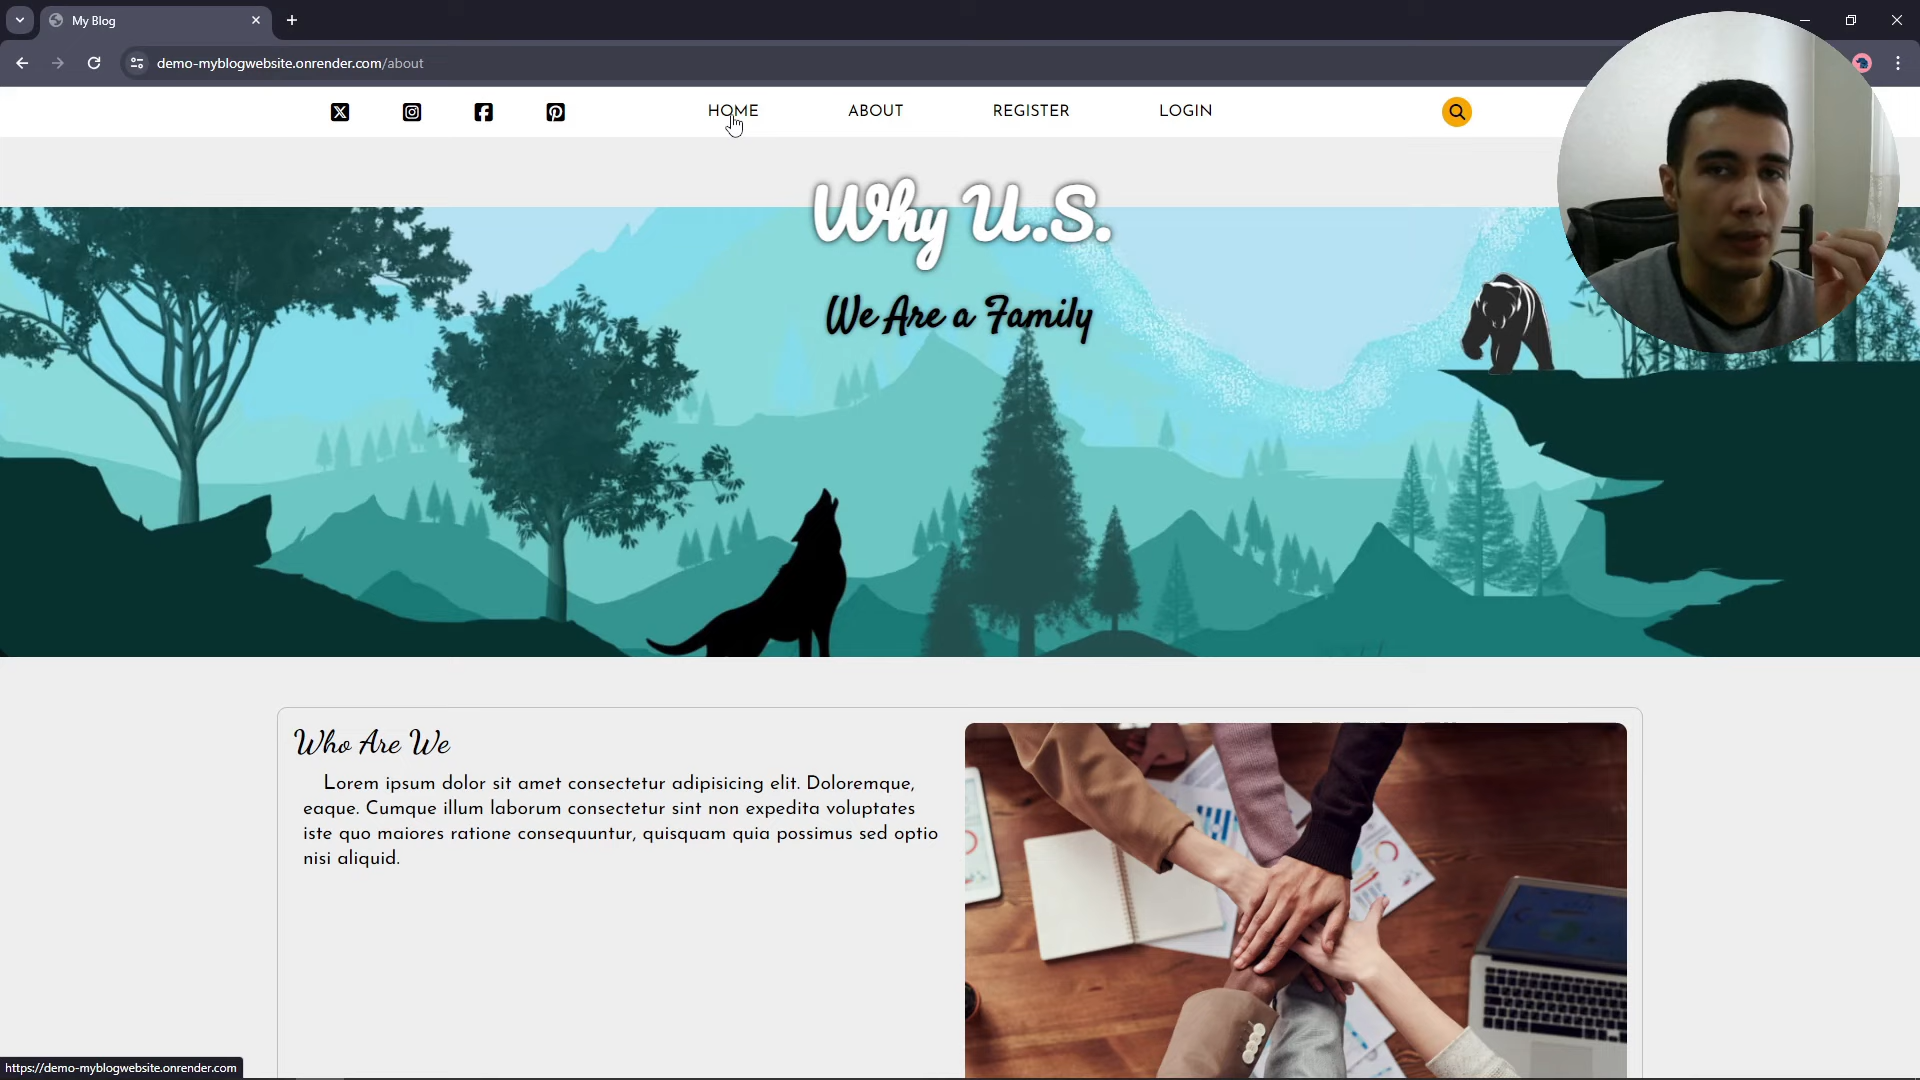 My Blog
demo-myblogwebsite.onrender.com/about
HOME ABOUT REGISTER LOGIN
Why U.S.
We Are a Family
Who Are We
Lorem ipsum dolor sit amet consectetur adipisicing elit. Doloremque,
eaque. Cumque illum laborum consectetur sint non expedita voluptates
iste quo maiores ratione consequuntur, quisquam quia possimus sed optio
nisi aliquid.
https://demo-myblogwebsite.onrender.com